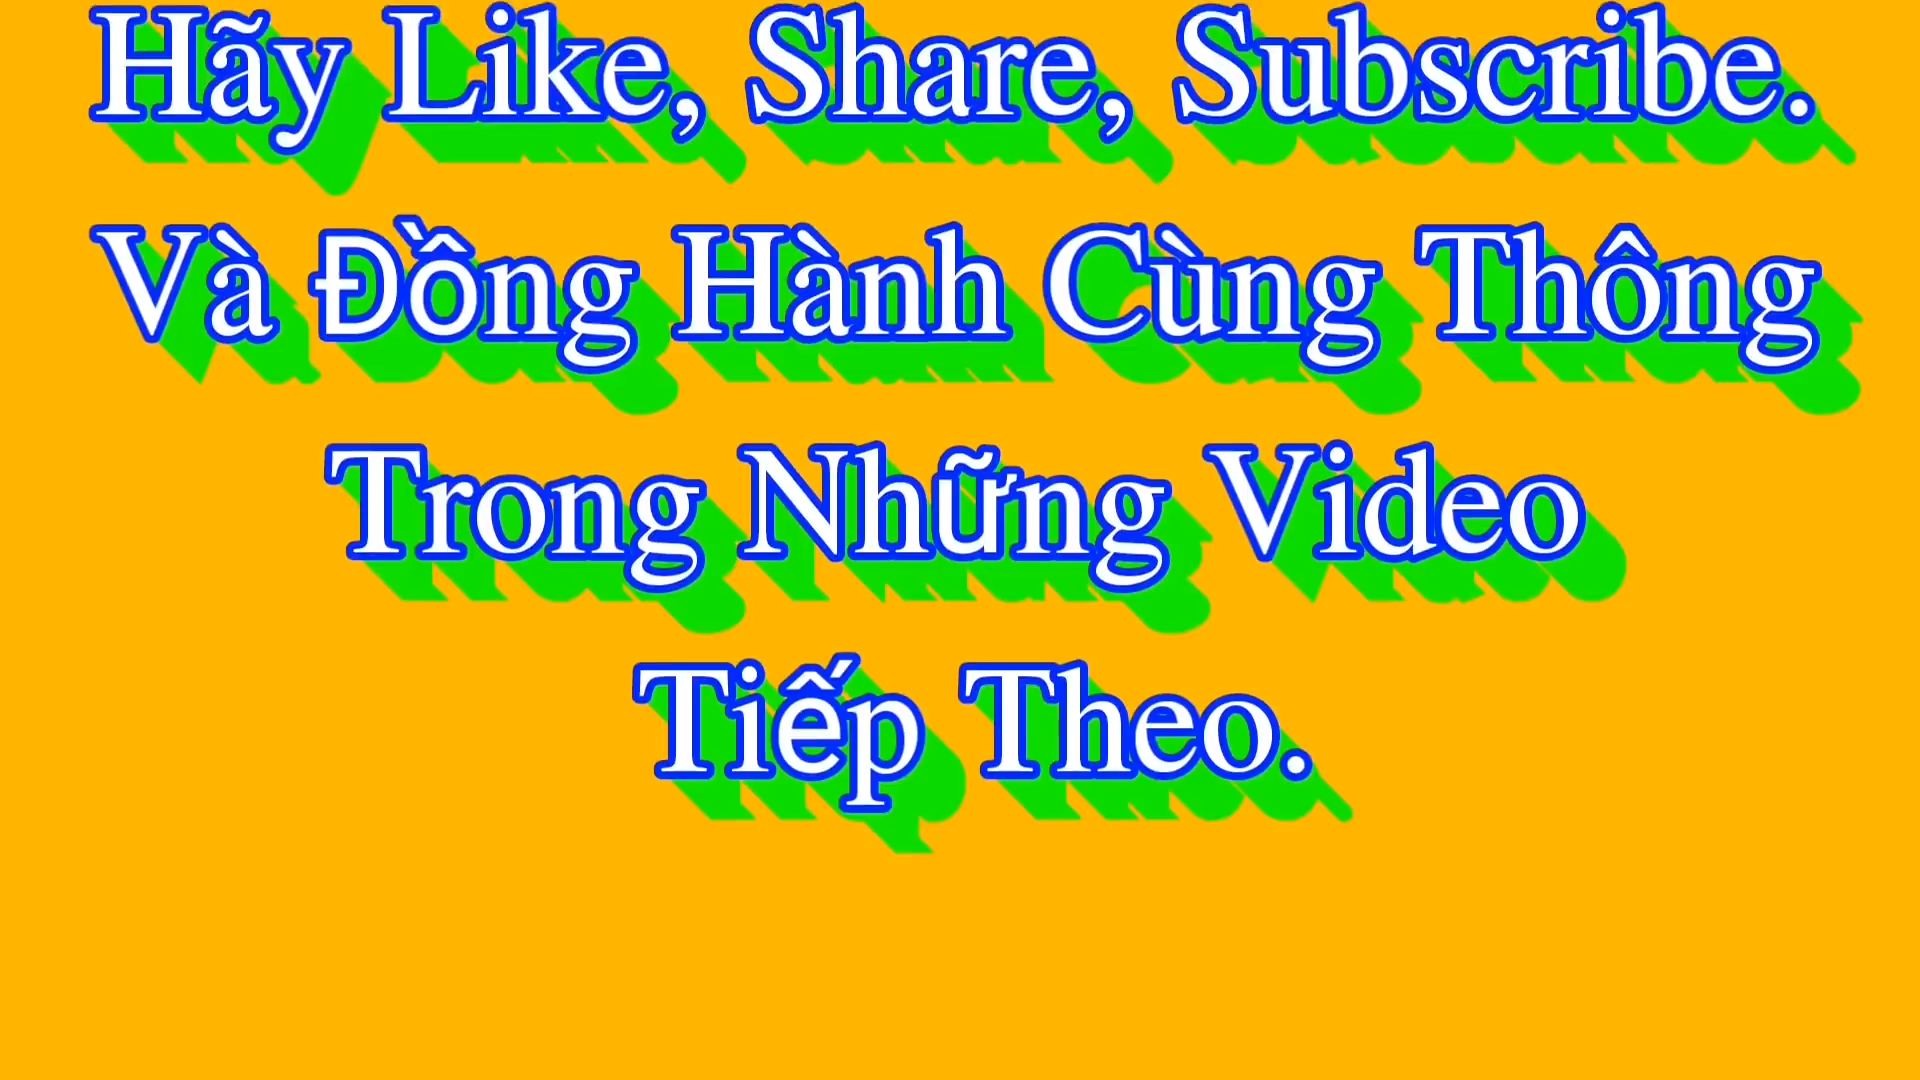 Hãy Like, Share, Subscribe.
Và Đồng Hành Cùng Thông
Trong Những Video
Tiếp Theo.